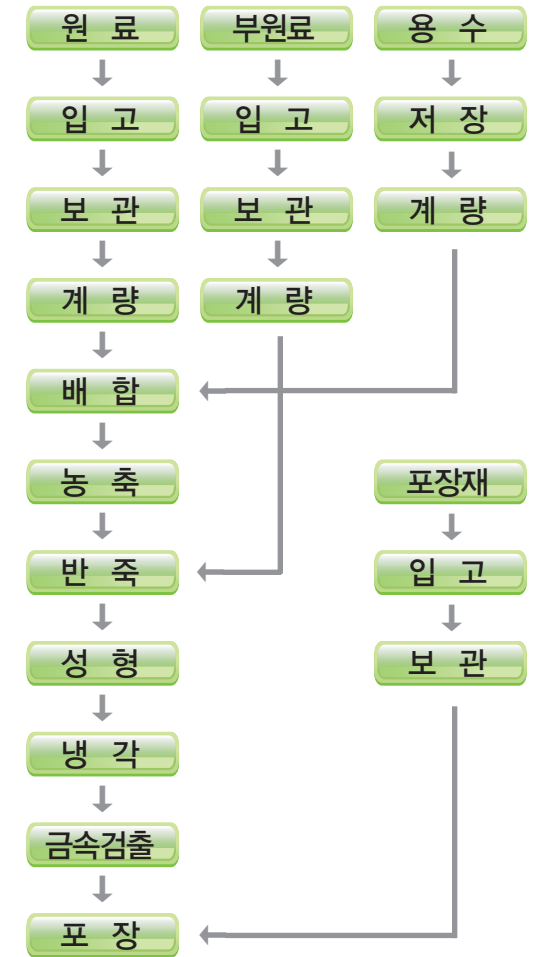 원 료
부원료
용 수
입 고
입 고
저 장
보 관
보 관
계 량
계 량
계 량
배 합
농 축
포장재
반 죽
입 고
성 형
보 관
냉 각
금속검출
포 장